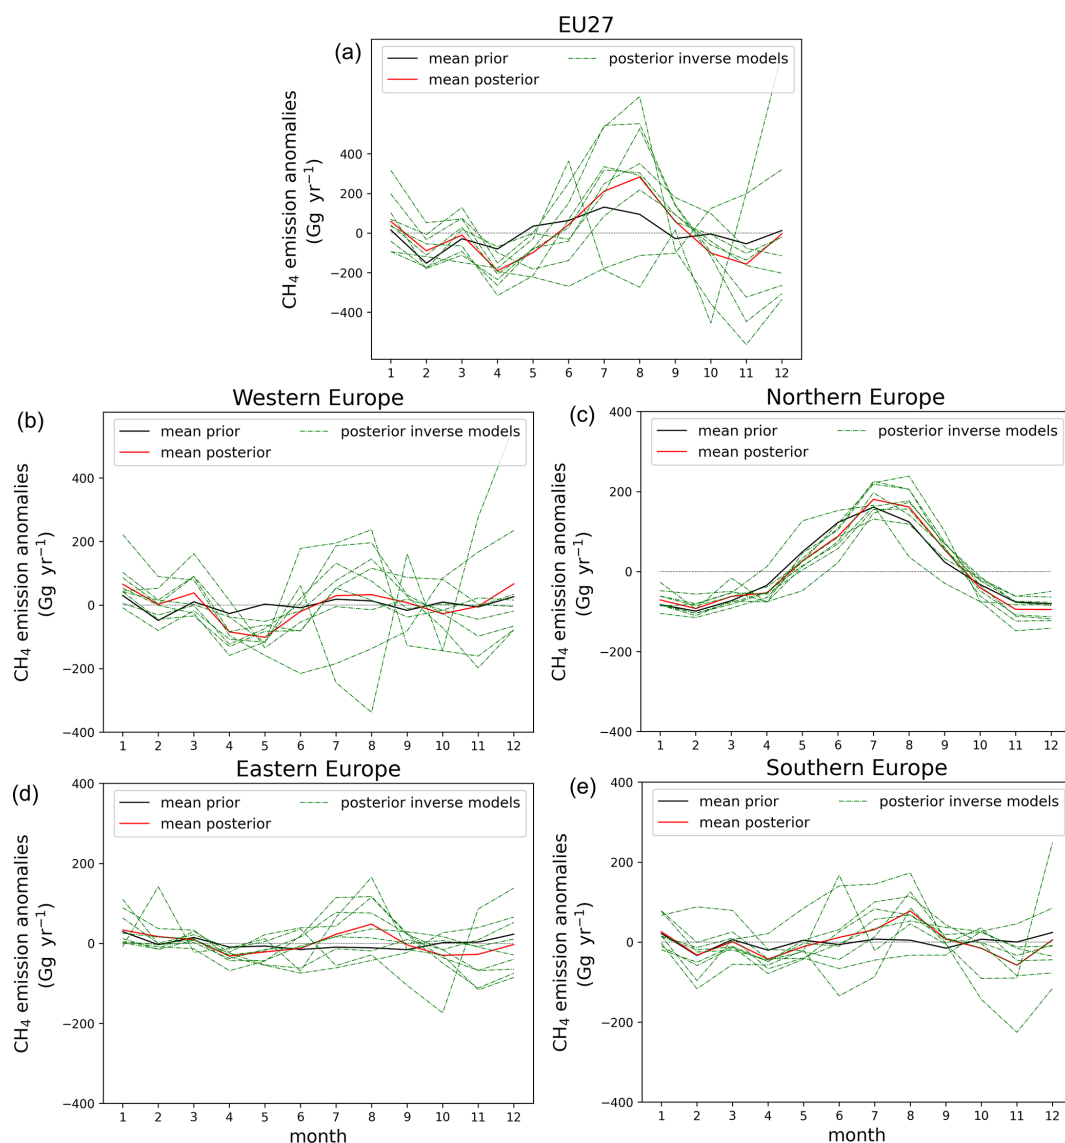 EU27
(a)
mean prior
mean posterior
posterior inverse models
CH₄ emission anomalies
(Gg yr⁻¹)
400
200
0
−200
−400
1 2 3 4 5 6 7 8 9 10 11 12
Western Europe
(b)
mean prior
mean posterior
posterior inverse models
CH₄ emission anomalies
(Gg yr⁻¹)
400
200
0
−200
−400
1 2 3 4 5 6 7 8 9 10 11 12
Northern Europe
(c)
mean prior
mean posterior
posterior inverse models
CH₄ emission anomalies
(Gg yr⁻¹)
400
200
0
−200
−400
1 2 3 4 5 6 7 8 9 10 11 12
Eastern Europe
(d)
mean prior
mean posterior
posterior inverse models
CH₄ emission anomalies
(Gg yr⁻¹)
400
200
0
−200
−400
1 2 3 4 5 6 7 8 9 10 11 12
month
Southern Europe
(e)
mean prior
mean posterior
posterior inverse models
CH₄ emission anomalies
(Gg yr⁻¹)
400
200
0
−200
−400
1 2 3 4 5 6 7 8 9 10 11 12
month